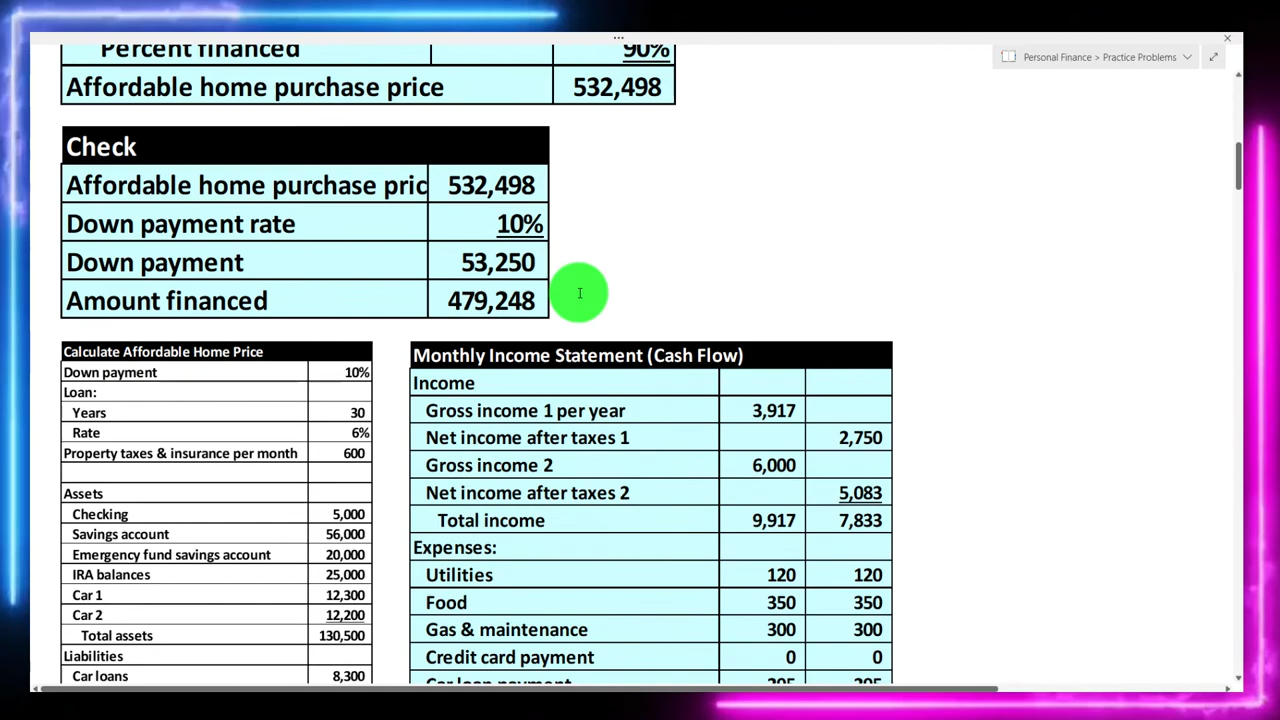 Personal Finance > Practice Problems
Percent financed 90%
Affordable home purchase price 532,498
Check
Affordable home purchase pric 532,498
Down payment rate 10%
Down payment 53,250
Amount financed 479,248
Calculate Affordable Home Price
Down payment 10%
Loan:
Years 30
Rate 6%
Property taxes & insurance per month 600
Assets
Checking 5,000
Savings account 56,000
Emergency fund savings account 20,000
IRA balances 25,000
Car 1 12,300
Car 2 12,200
Total assets 130,500
Liabilities
Car loans 8,300
Monthly Income Statement (Cash Flow)
Income
Gross income 1 per year 3,917
Net income after taxes 1 2,750
Gross income 2 6,000
Net income after taxes 2 5,083
Total income 9,917 7,833
Expenses:
Utilities 120 120
Food 350 350
Gas & maintenance 300 300
Credit card payment 0 0
Car loan payment